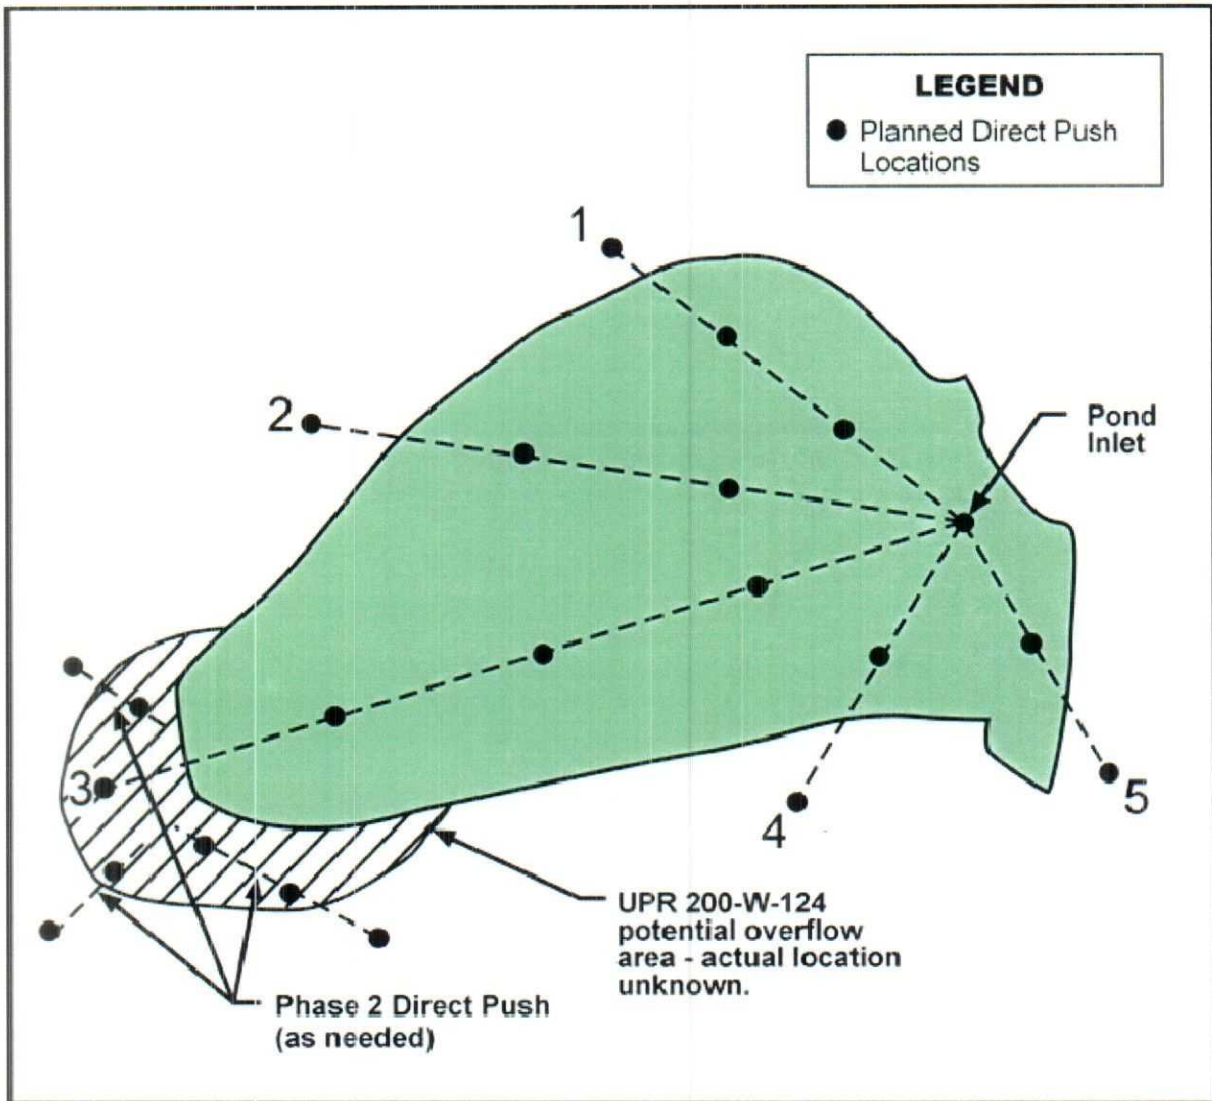 LEGEND
Planned Direct Push
Locations
1
2
Pond
Inlet
3
4
5
UPR 200-W-124
potential overflow
area - actual location
unknown.
Phase 2 Direct Push
(as needed)